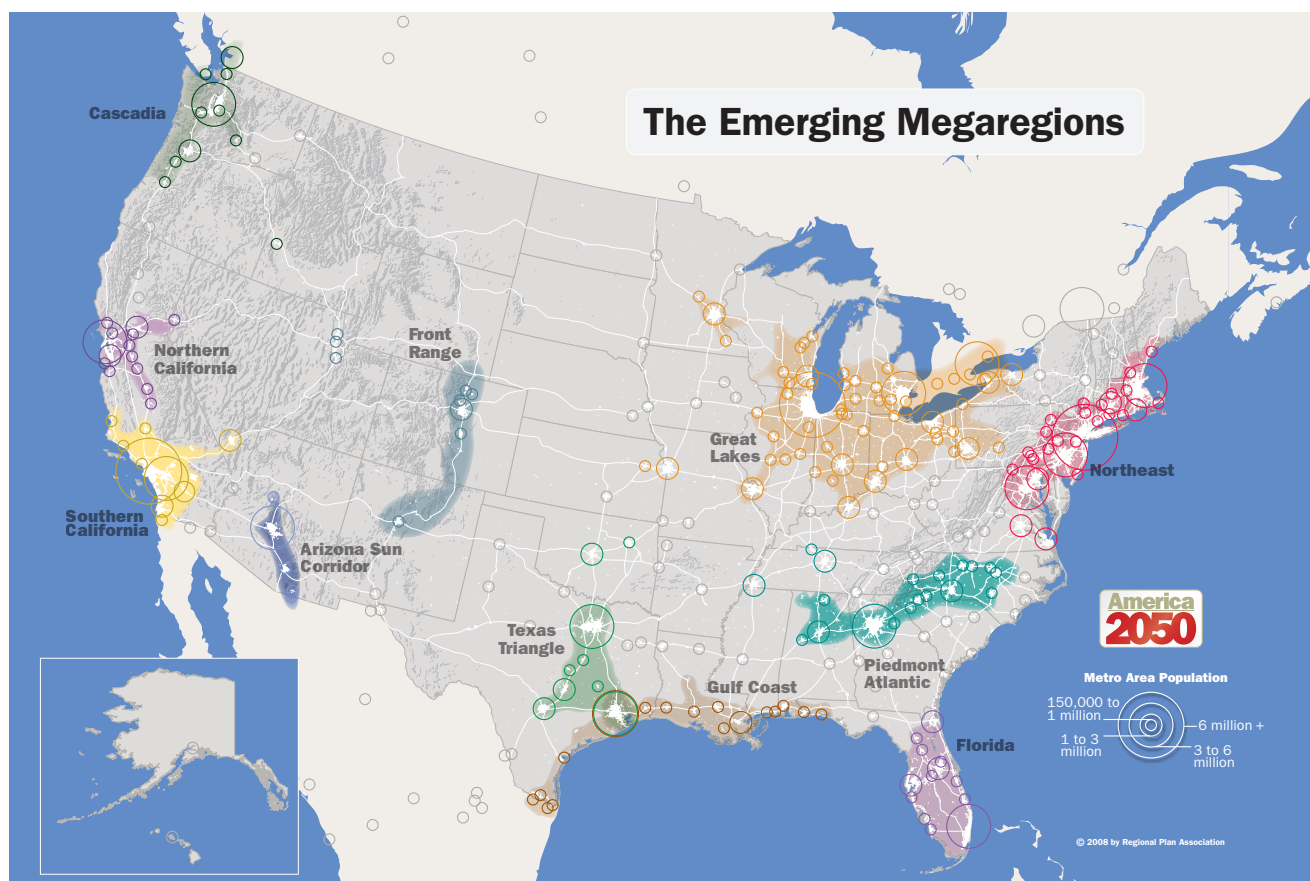 The Emerging Megaregions
Cascadia
Northern
California
Front
Range
Great
Lakes
Northeast
Southern
California
Arizona Sun
Corridor
Texas
Triangle
Gulf Coast
Piedmont
Atlantic
Florida
America
2050
Metro Area Population
150,000 to
1 million
1 to 3
million
6 million +
3 to 6
million
© 2008 by Regional Plan Association